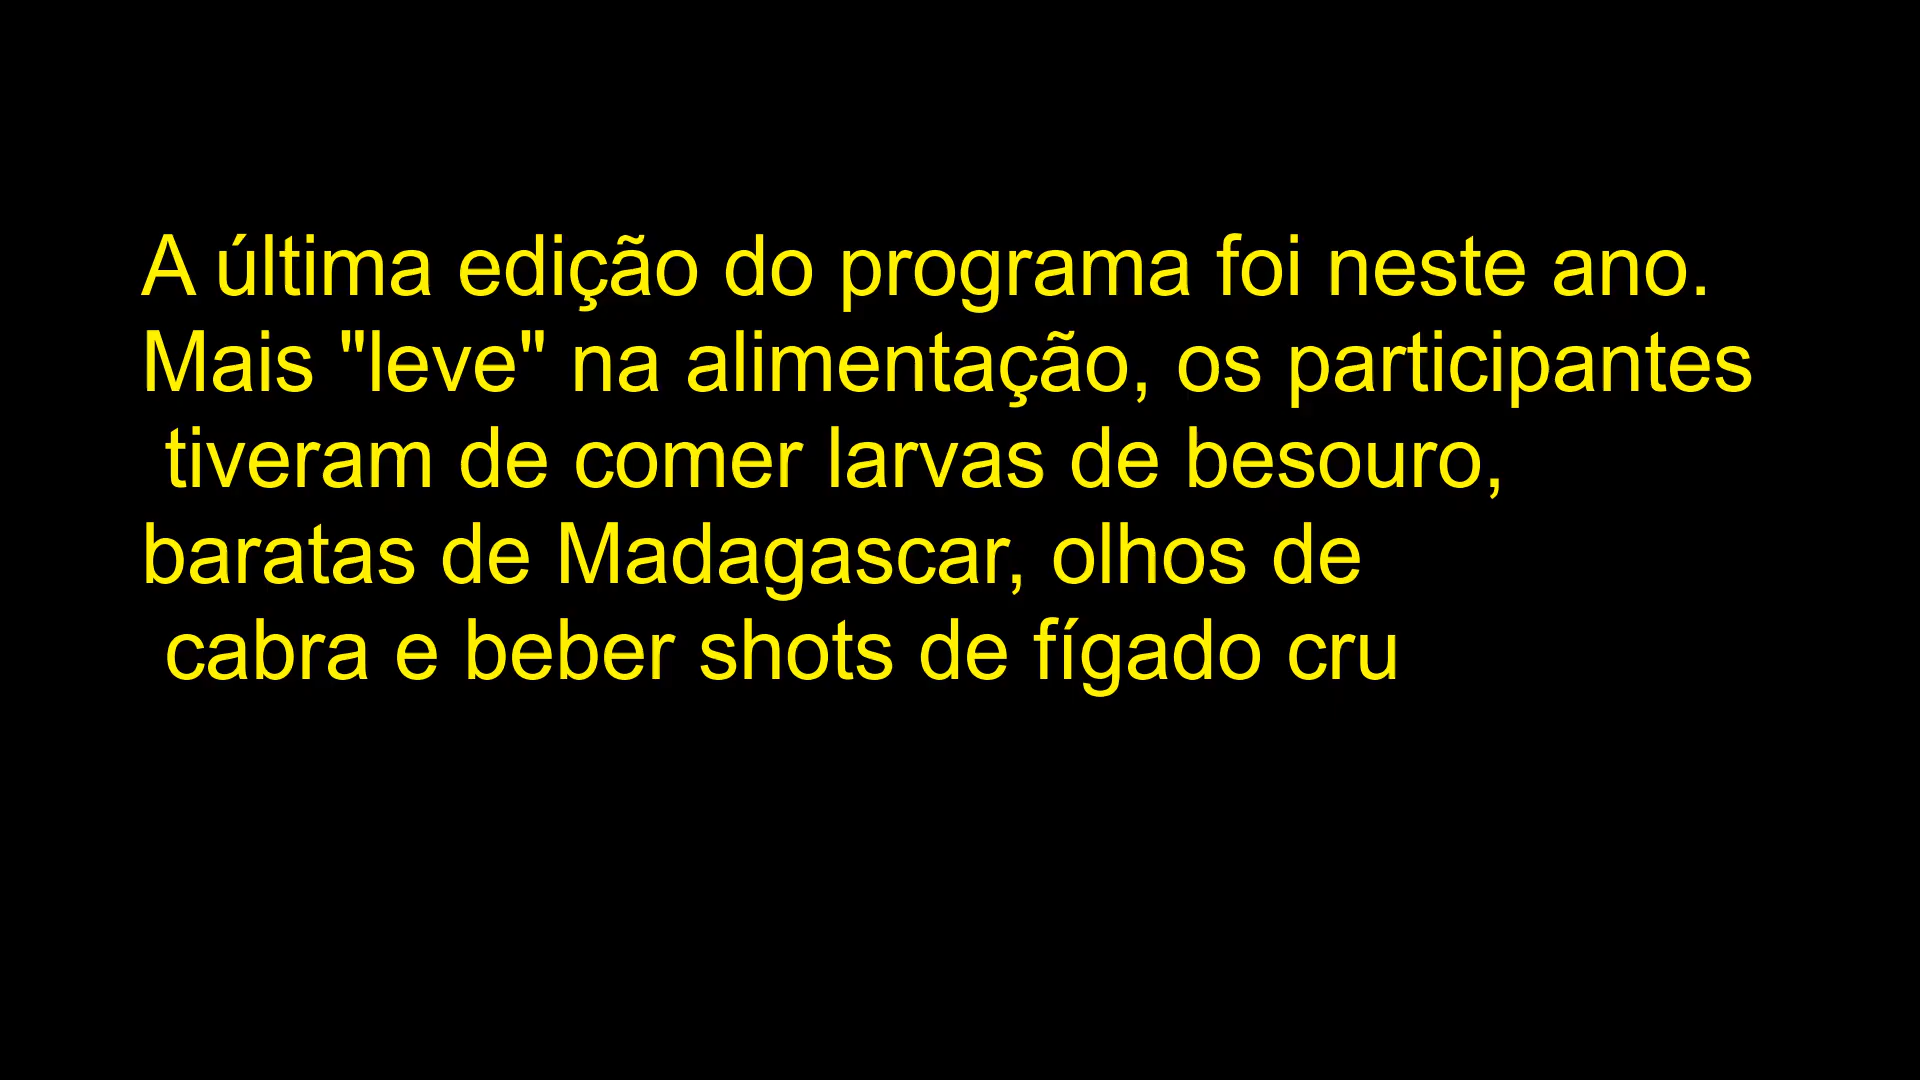 A última edição do programa foi neste ano.
Mais "leve" na alimentação, os participantes
tiveram de comer larvas de besouro,
baratas de Madagascar, olhos de
cabra e beber shots de fígado cru